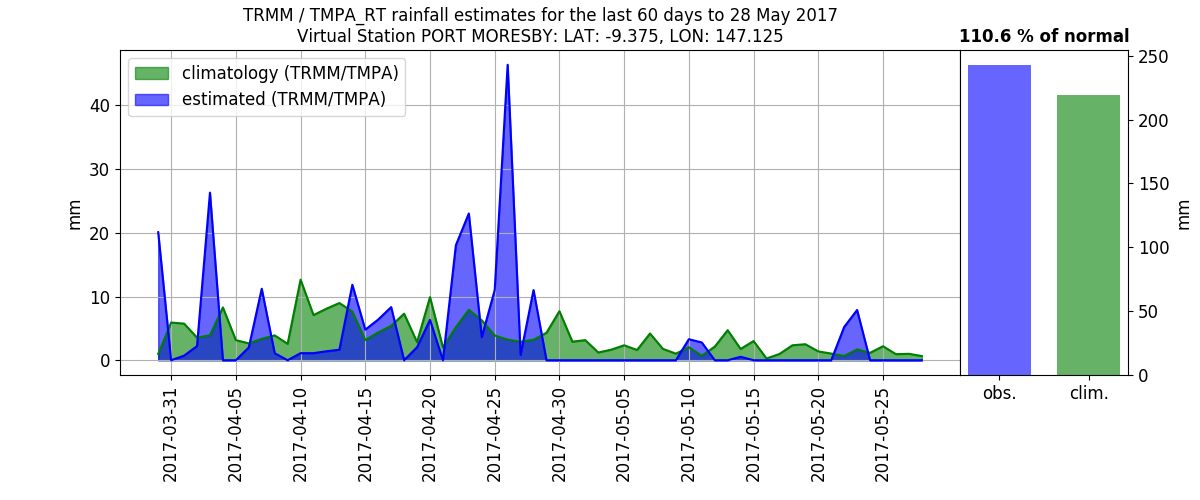 TRMM / TMPA_RT rainfall estimates for the last 60 days to 28 May 2017
Virtual Station PORT MORESBY: LAT: -9.375, LON: 147.125
110.6 % of normal
climatology (TRMM/TMPA)
estimated (TRMM/TMPA)
mm
40
30
20
10
0
2017-03-31
2017-04-05
2017-04-10
2017-04-15
2017-04-20
2017-04-25
2017-04-30
2017-05-05
2017-05-10
2017-05-15
2017-05-20
2017-05-25
250
200
150
100
50
0
mm
obs.
clim.